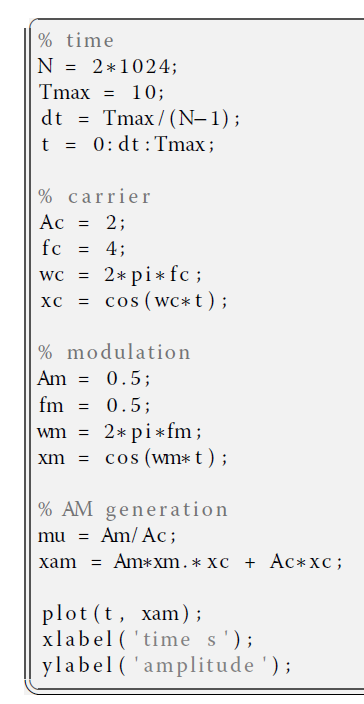 % time
N = 2*1024;
Tmax = 10;
dt = Tmax/(N-1);
t = 0:dt:Tmax;
% carrier
Ac = 2;
fc = 4;
wc = 2*pi*fc;
xc = cos(wc*t);
% modulation
Am = 0.5;
fm = 0.5;
wm = 2*pi*fm;
xm = cos(wm*t);
% AM generation
mu = Am/Ac;
xam = Am*xm.*xc + Ac*xc;
plot(t, xam);
xlabel('time s');
ylabel('amplitude');